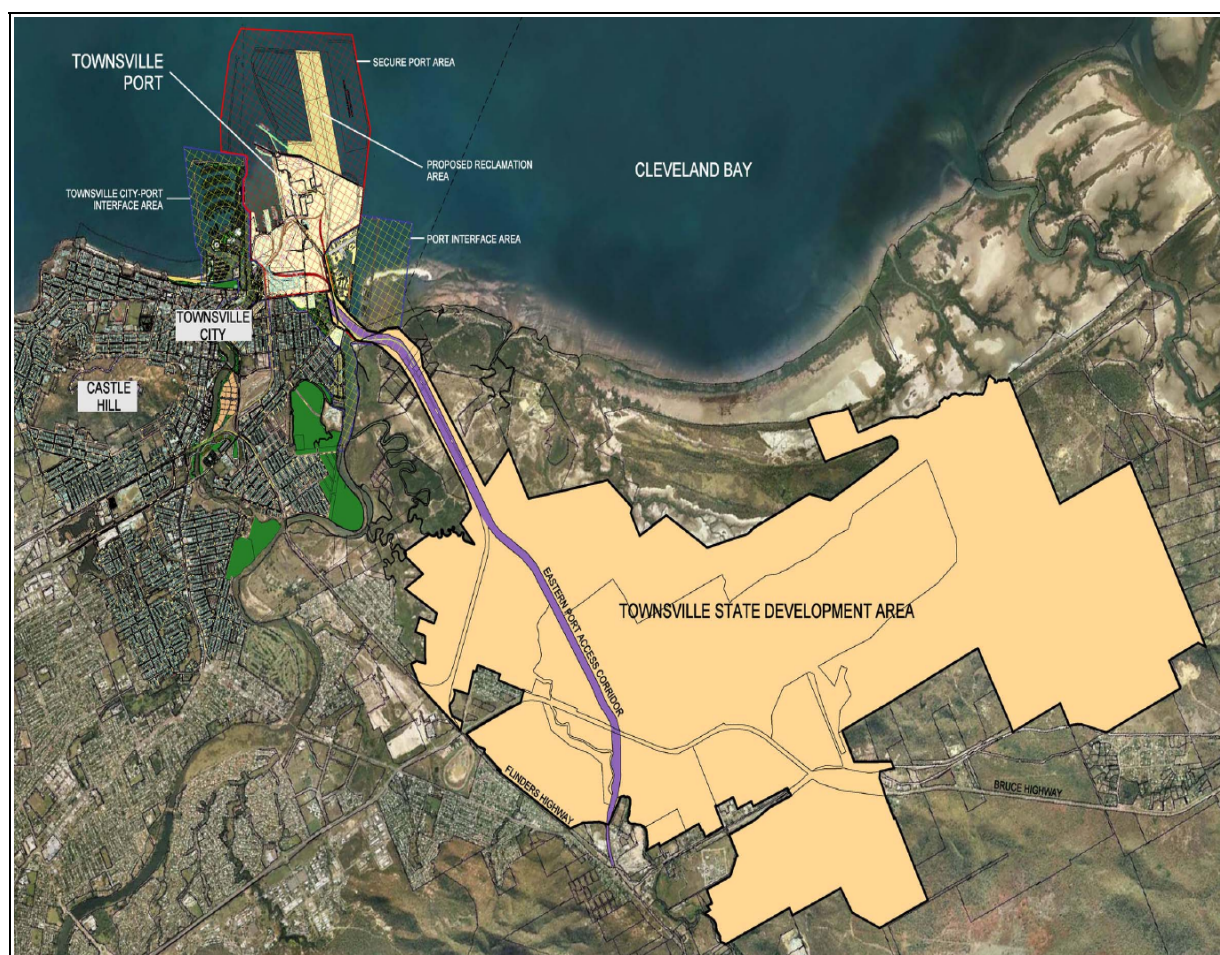 TOWNSVILLE
PORT
SECURE PORT AREA
PROPOSED RECLAMATION
AREA
CLEVELAND BAY
TOWNSVILLE CITY-PORT
INTERFACE AREA
PORT INTERFACE AREA
TOWNSVILLE
CITY
CASTLE
HILL
EASTERN PORT ACCESS CORRIDOR
TOWNSVILLE STATE DEVELOPMENT AREA
FLINDERS HIGHWAY
BRUCE HIGHWAY